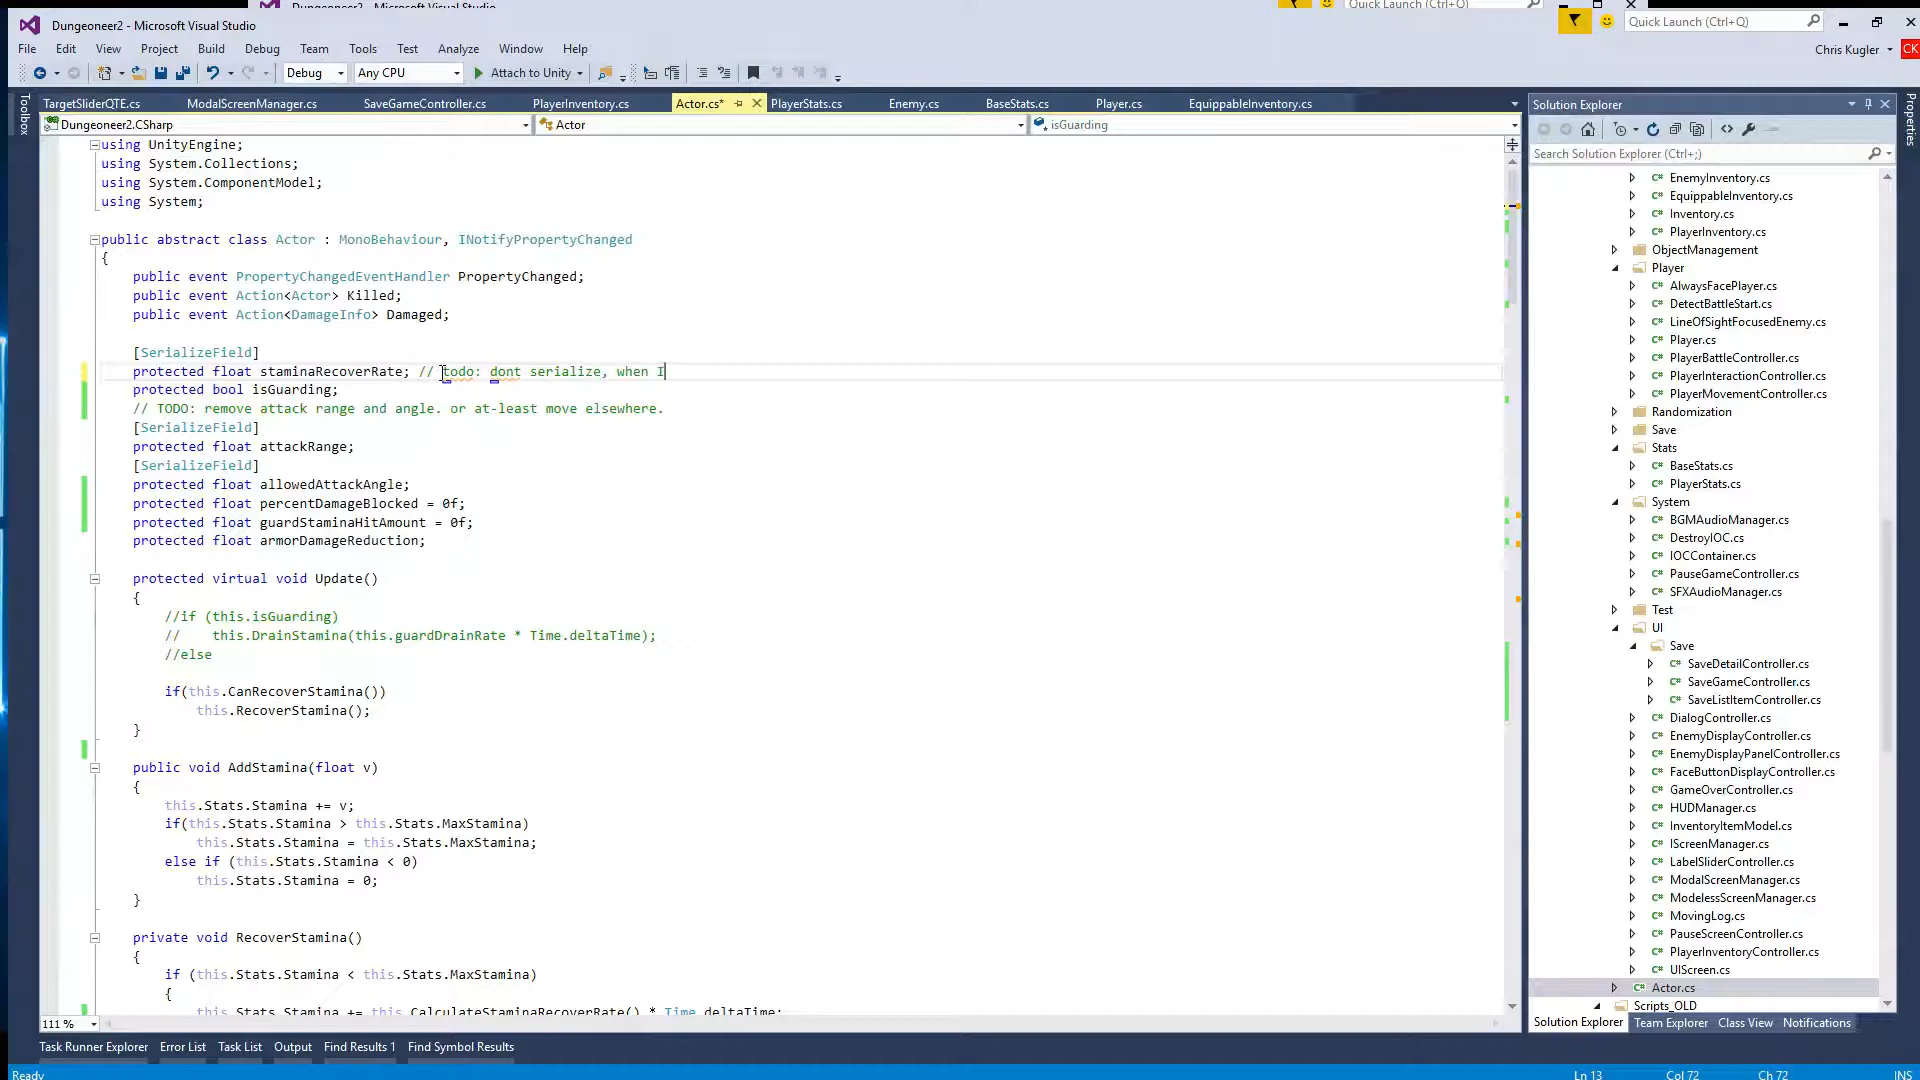 Dungeoneer2 - Microsoft Visual Studio
Quick Launch (Ctrl+Q)
Dungeoneer2 - Microsoft Visual Studio
Quick Launch (Ctrl+Q)
File Edit View Project Build Debug Team Tools Test Analyze Window Help
Chris Kugler CK
Debug Any CPU Attach to Unity
Toolbox
TargetSliderQTE.cs ModalScreenManager.cs SaveGameController.cs PlayerInventory.cs Actor.cs* PlayerStats.cs Enemy.cs BaseStats.cs Player.cs EquippableInventory.cs
Dungeoneer2.CSharp Actor isGuarding
using UnityEngine;
using System.Collections;
using System.ComponentModel;
using System;
public abstract class Actor : MonoBehaviour, INotifyPropertyChanged
{
public event PropertyChangedEventHandler PropertyChanged;
public event Action<Actor> Killed;
public event Action<DamageInfo> Damaged;
[SerializeField]
protected float staminaRecoverRate; // todo: dont serialize, when I
protected bool isGuarding;
// TODO: remove attack range and angle. or at-least move elsewhere.
[SerializeField]
protected float attackRange;
[SerializeField]
protected float allowedAttackAngle;
protected float percentDamageBlocked = 0f;
protected float guardStaminaHitAmount = 0f;
protected float armorDamageReduction;
protected virtual void Update()
{
//if (this.isGuarding)
//    this.DrainStamina(this.guardDrainRate * Time.deltaTime);
//else
if(this.CanRecoverStamina())
this.RecoverStamina();
}
public void AddStamina(float v)
{
this.Stats.Stamina += v;
if(this.Stats.Stamina > this.Stats.MaxStamina)
this.Stats.Stamina = this.Stats.MaxStamina;
else if (this.Stats.Stamina < 0)
this.Stats.Stamina = 0;
}
private void RecoverStamina()
{
if (this.Stats.Stamina < this.Stats.MaxStamina)
{
this.Stats.Stamina += this.CalculateStaminaRecoverRate() * Time.deltaTime;
111 %
Solution Explorer
Search Solution Explorer (Ctrl+;)
EnemyInventory.cs
EquippableInventory.cs
Inventory.cs
PlayerInventory.cs
ObjectManagement
Player
AlwaysFacePlayer.cs
DetectBattleStart.cs
LineOfSightFocusedEnemy.cs
Player.cs
PlayerBattleController.cs
PlayerInteractionController.cs
PlayerMovementController.cs
Randomization
Save
Stats
BaseStats.cs
PlayerStats.cs
System
BGMAudioManager.cs
DestroyIOC.cs
IOCContainer.cs
PauseGameController.cs
SFXAudioManager.cs
Test
UI
Save
SaveDetailController.cs
SaveGameController.cs
SaveListItemController.cs
DialogController.cs
EnemyDisplayController.cs
EnemyDisplayPanelController.cs
FaceButtonDisplayController.cs
GameOverController.cs
HUDManager.cs
InventoryItemModel.cs
IScreenManager.cs
LabelSliderController.cs
ModalScreenManager.cs
ModelessScreenManager.cs
MovingLog.cs
PauseScreenController.cs
PlayerInventoryController.cs
UIScreen.cs
Actor.cs
Scripts_OLD
Solution Explorer Team Explorer Class View Notifications
Properties
Task Runner Explorer Error List Task List Output Find Results 1 Find Symbol Results
Ready Ln 13 Col 72 Ch 72 INS